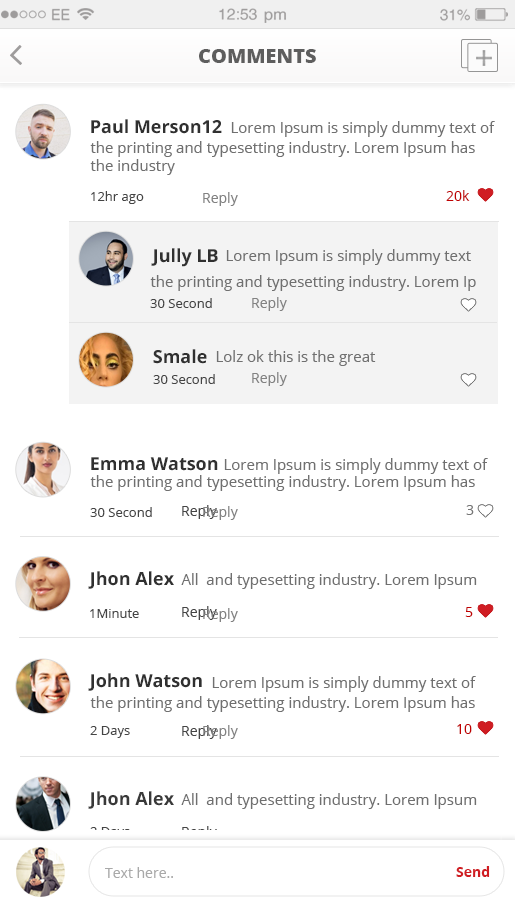 EE 12:53 pm 31%
COMMENTS
Paul Merson12 Lorem Ipsum is simply dummy text of
the printing and typesetting industry. Lorem Ipsum has
the industry
12hr ago Reply 20k
Jully LB Lorem Ipsum is simply dummy text
the printing and typesetting industry. Lorem Ip
30 Second Reply
Smale Lolz ok this is the great
30 Second Reply
Emma Watson Lorem Ipsum is simply dummy text of
the printing and typesetting industry. Lorem Ipsum has
30 Second Reply Reply 3
Jhon Alex All and typesetting industry. Lorem Ipsum
1Minute Reply Reply 5
John Watson Lorem Ipsum is simply dummy text of
the printing and typesetting industry. Lorem Ipsum has
2 Days Reply Reply 10
Jhon Alex All and typesetting industry. Lorem Ipsum
2 Days Reply
Text here.. Send